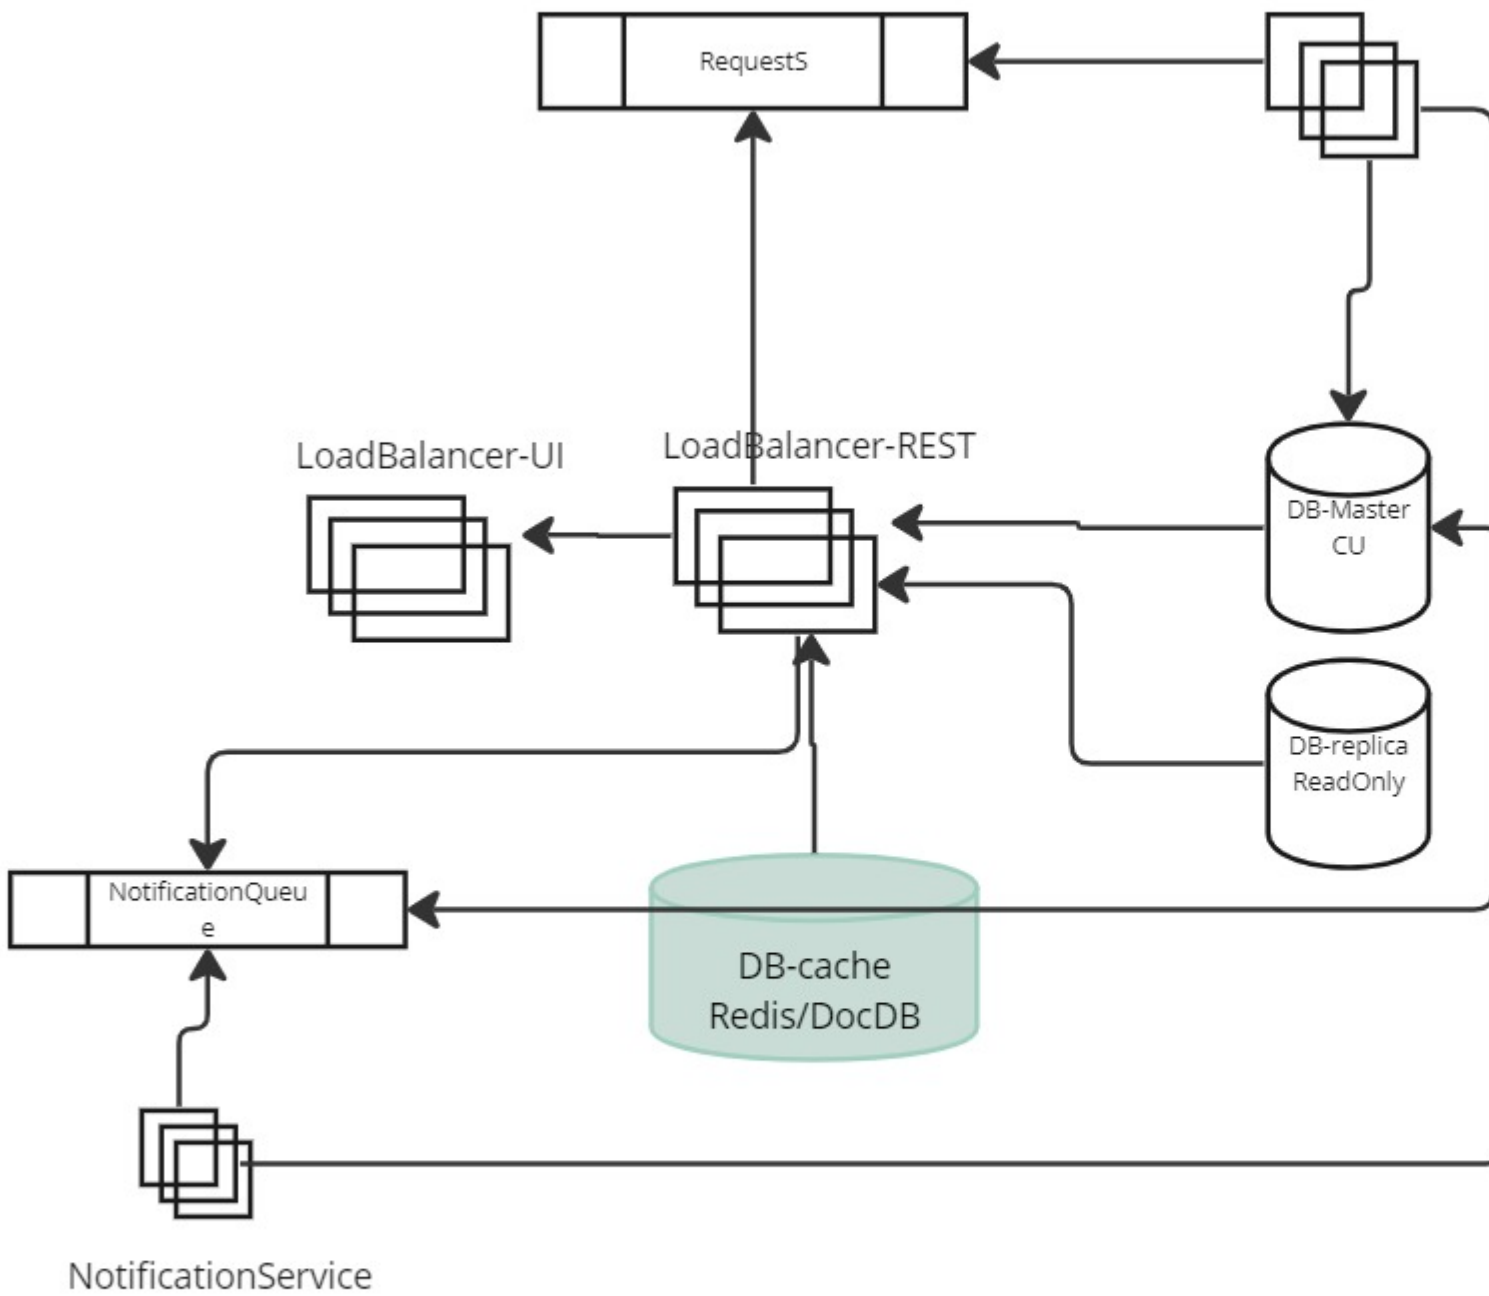 RequestS
LoadBalancer-UI
LoadBalancer-REST
DB-Master
CU
DB-replica
ReadOnly
NotificationQueu
e
DB-cache
Redis/DocDB
NotificationService